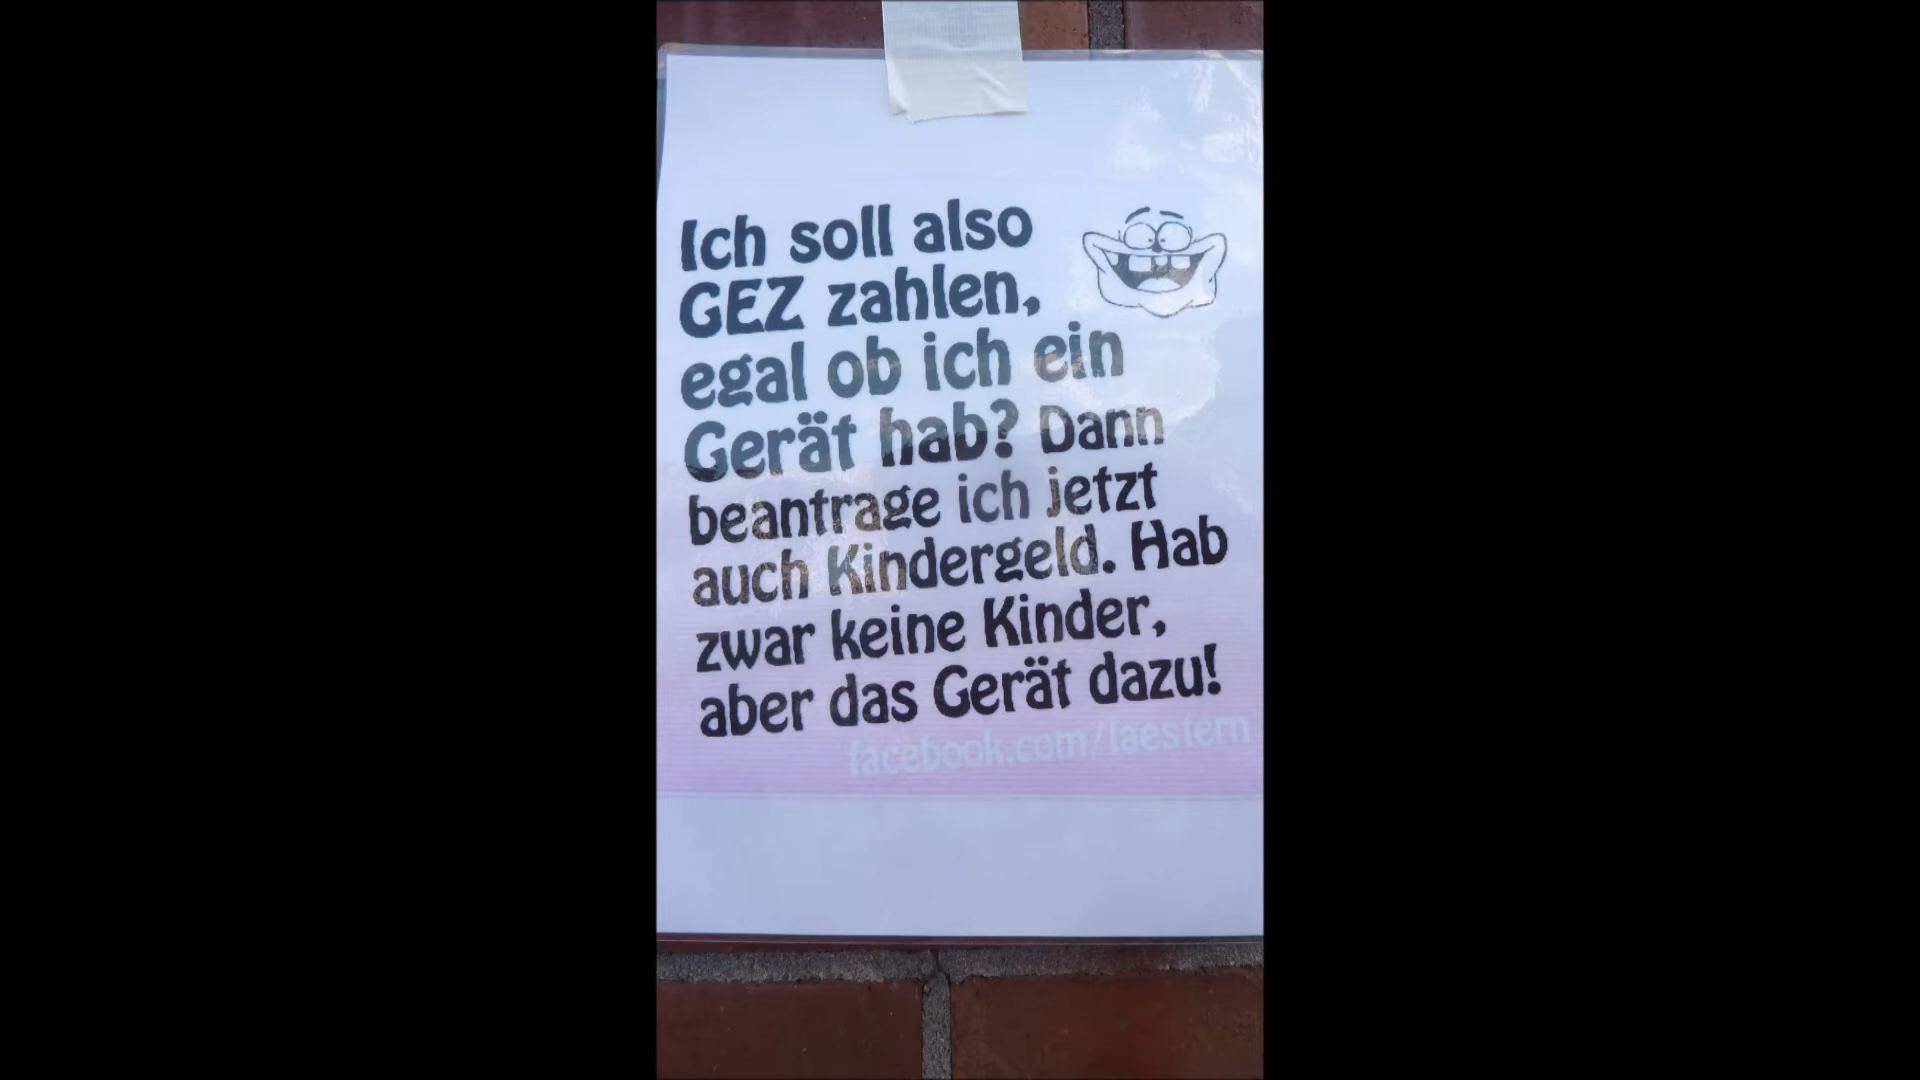 Ich soll also
GEZ zahlen,
egal ob ich ein
Gerät hab? Dann
beantrage ich jetzt
auch Kindergeld. Hab
zwar keine Kinder,
aber das Gerät dazu!
facebook.com/laestern